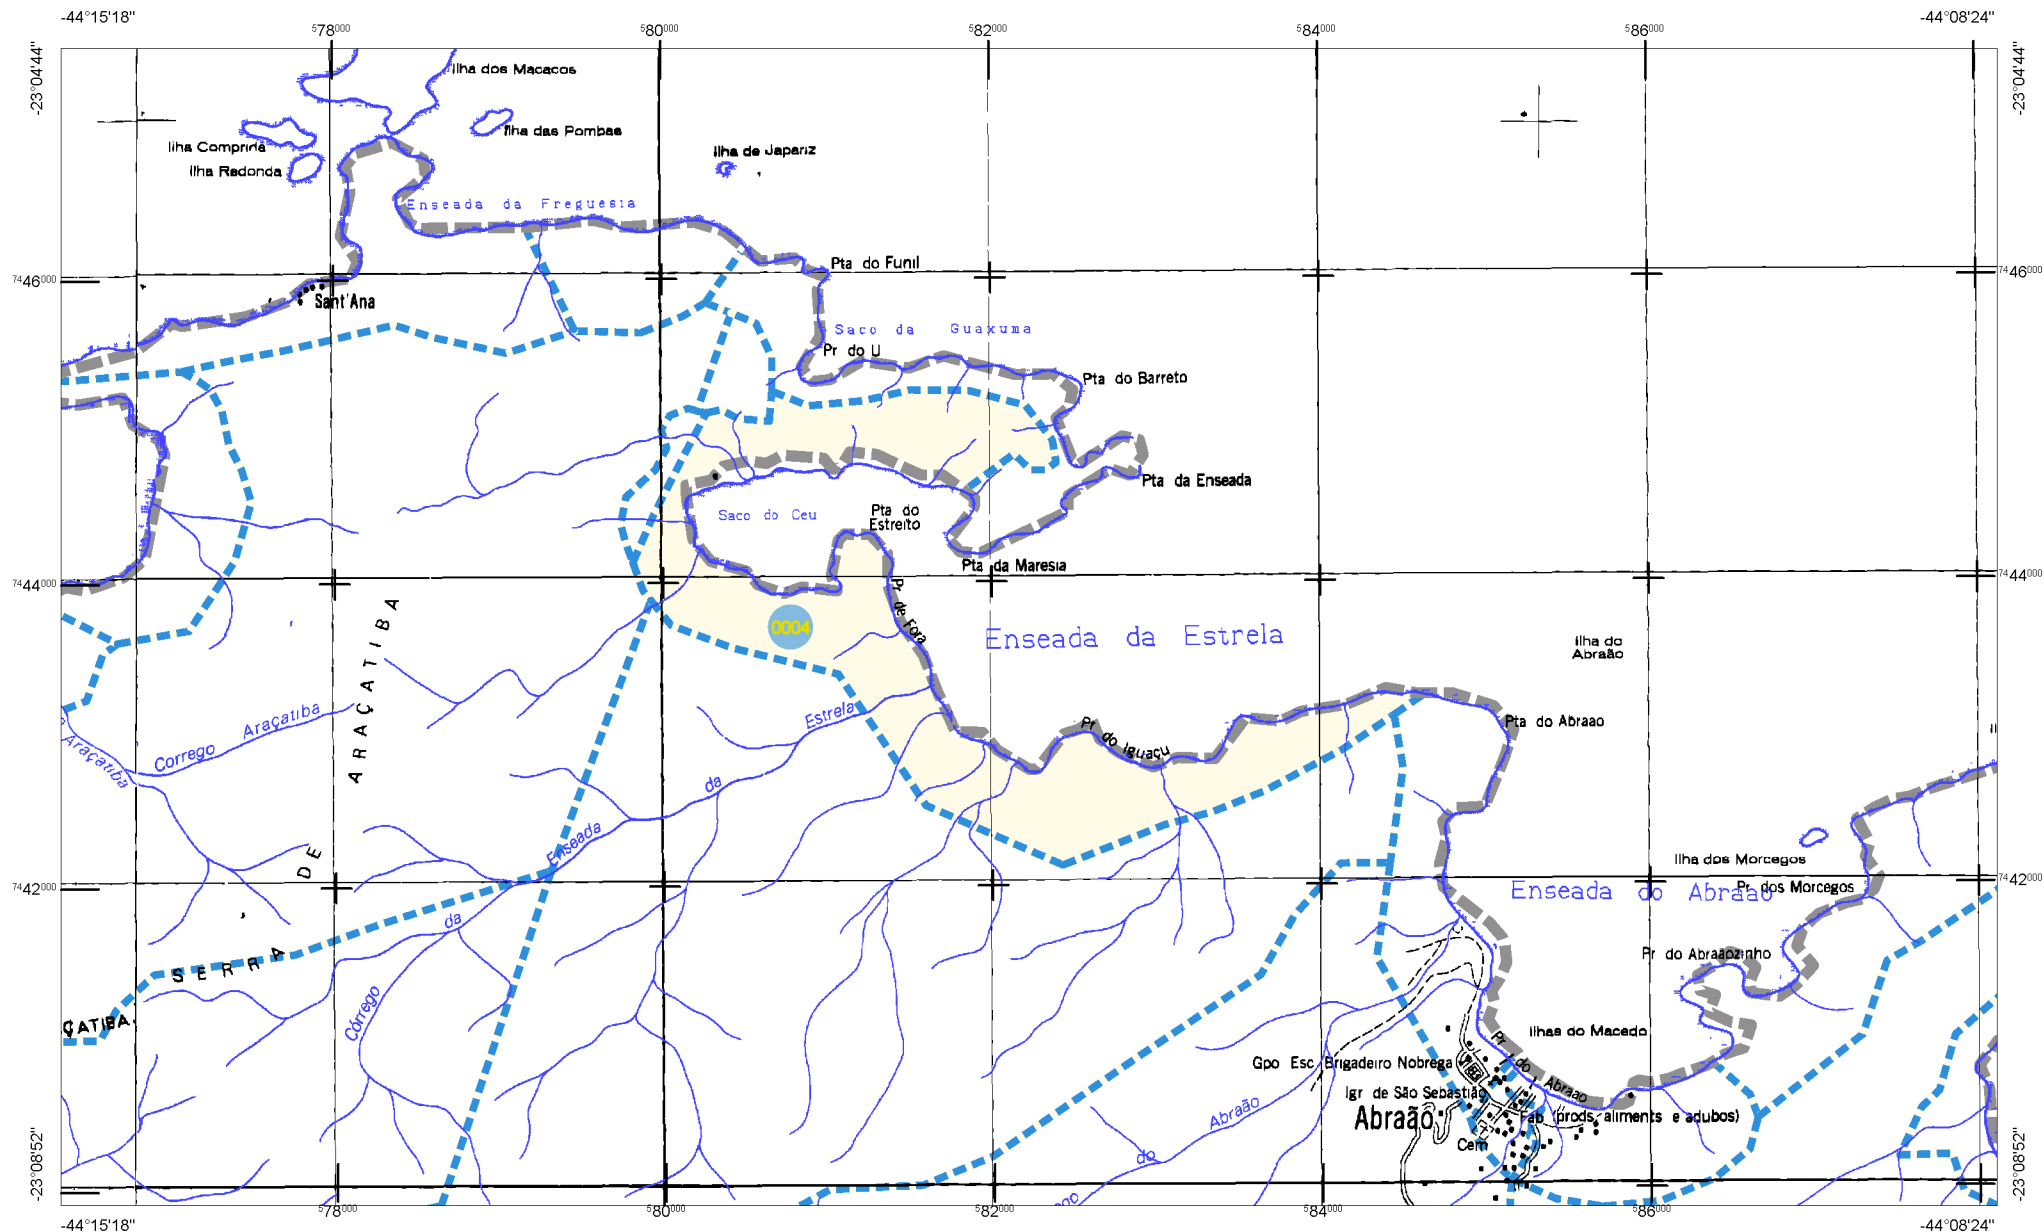 -44°15'18"
-44°08'24"
578000
580000
582000
584000
586000
-23°04'44"
-23°04'44"
Ilha dos Macacos
Ilha das Pombas
Ilha Comprida
Ilha Redonda
Ilha de Japariz
Enseada da Freguesia
Pta do Funil
7446000
7446000
Sant'Ana
Saco da Guaxuma
Pr do U
Pta do Barreto
Pta da Enseada
Saco do Ceu
Pta do
Estreito
Pta da Maresia
7444000
7444000
Pr de Fora
0004
Enseada da Estrela
Ilha do
Abraão
SERRA DE ARAÇATIBA
Corrego Araçatiba
Araçatiba
Pr do Iguaçu
Pta do Abraao
Córrego da Enseada da Estrela
Ilha dos Morcegos
7442000
7442000
Pr dos Morcegos
Enseada do Abraao
Pr do Abraãozinho
ÇATIBA
Ilhas do Macedo
Pr do Abraao
Gpo Esc Brigadeiro Nobrega
Igr de São Sebastião
Abraão
Fab (prods aliments e adubos)
Cem
do Abraão
-23°08'52"
-23°08'52"
578000
580000
582000
584000
586000
-44°15'18"
-44°08'24"